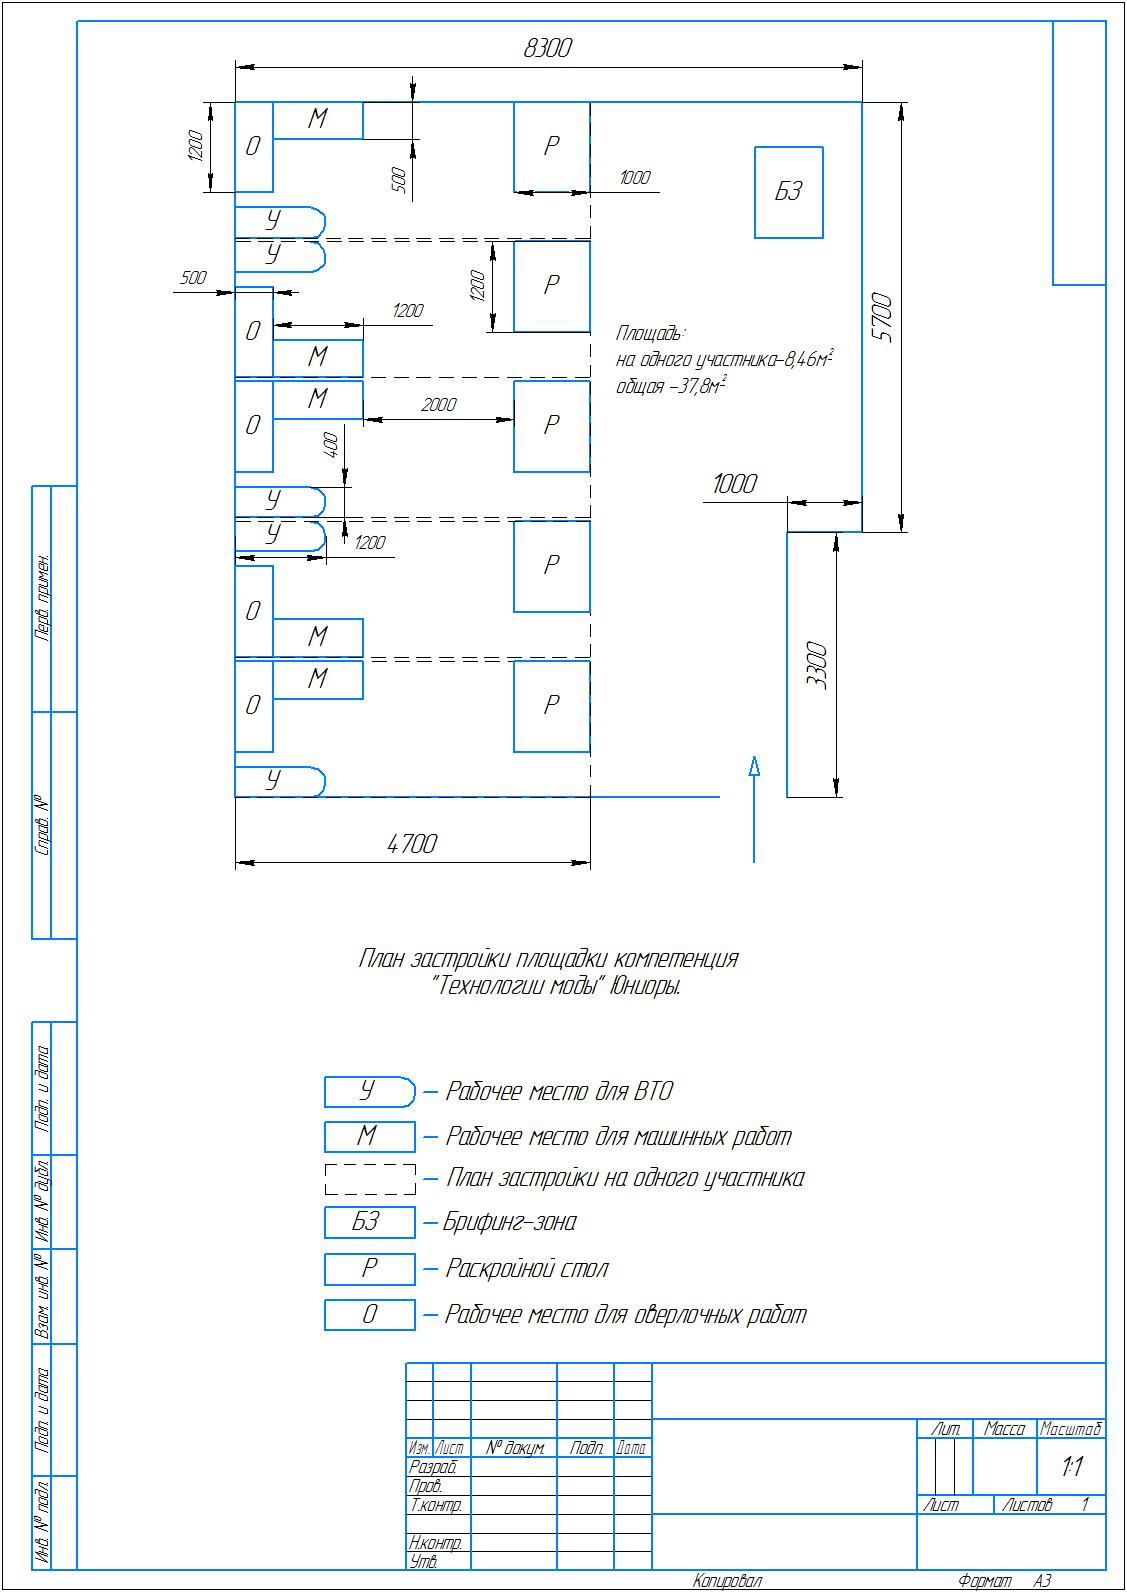 8300
О
М
1200
500
Р
1000
БЗ
У
У
500
О
1200
М
1200
Р
5700
Площадь:
на одного участника-8,46м²
общая -37,8м²
О
М
2000
Р
400
1000
У
У
1200
Р
О
М
3300
О
М
Р
У
4700
План застройки площадки компетенция
"Технологии моды" Юниоры.
У - Рабочее место для ВТО
М - Рабочее место для машинных работ
- План застройки на одного участника
БЗ - Брифинг-зона
Р - Раскройной стол
О - Рабочее место для оверлочных работ
Перв. примен.
Справ. №
Подп. и дата
Инв. № дубл.
Взам. инв. №
Подп. и дата
Инв. № подл.
Изм. Лист № докум. Подп. Дата
Разраб.
Пров.
Т.контр.
Н.контр.
Утв.
Лит. Масса Масштаб
1:1
Лист Листов 1
Копировал Формат А3